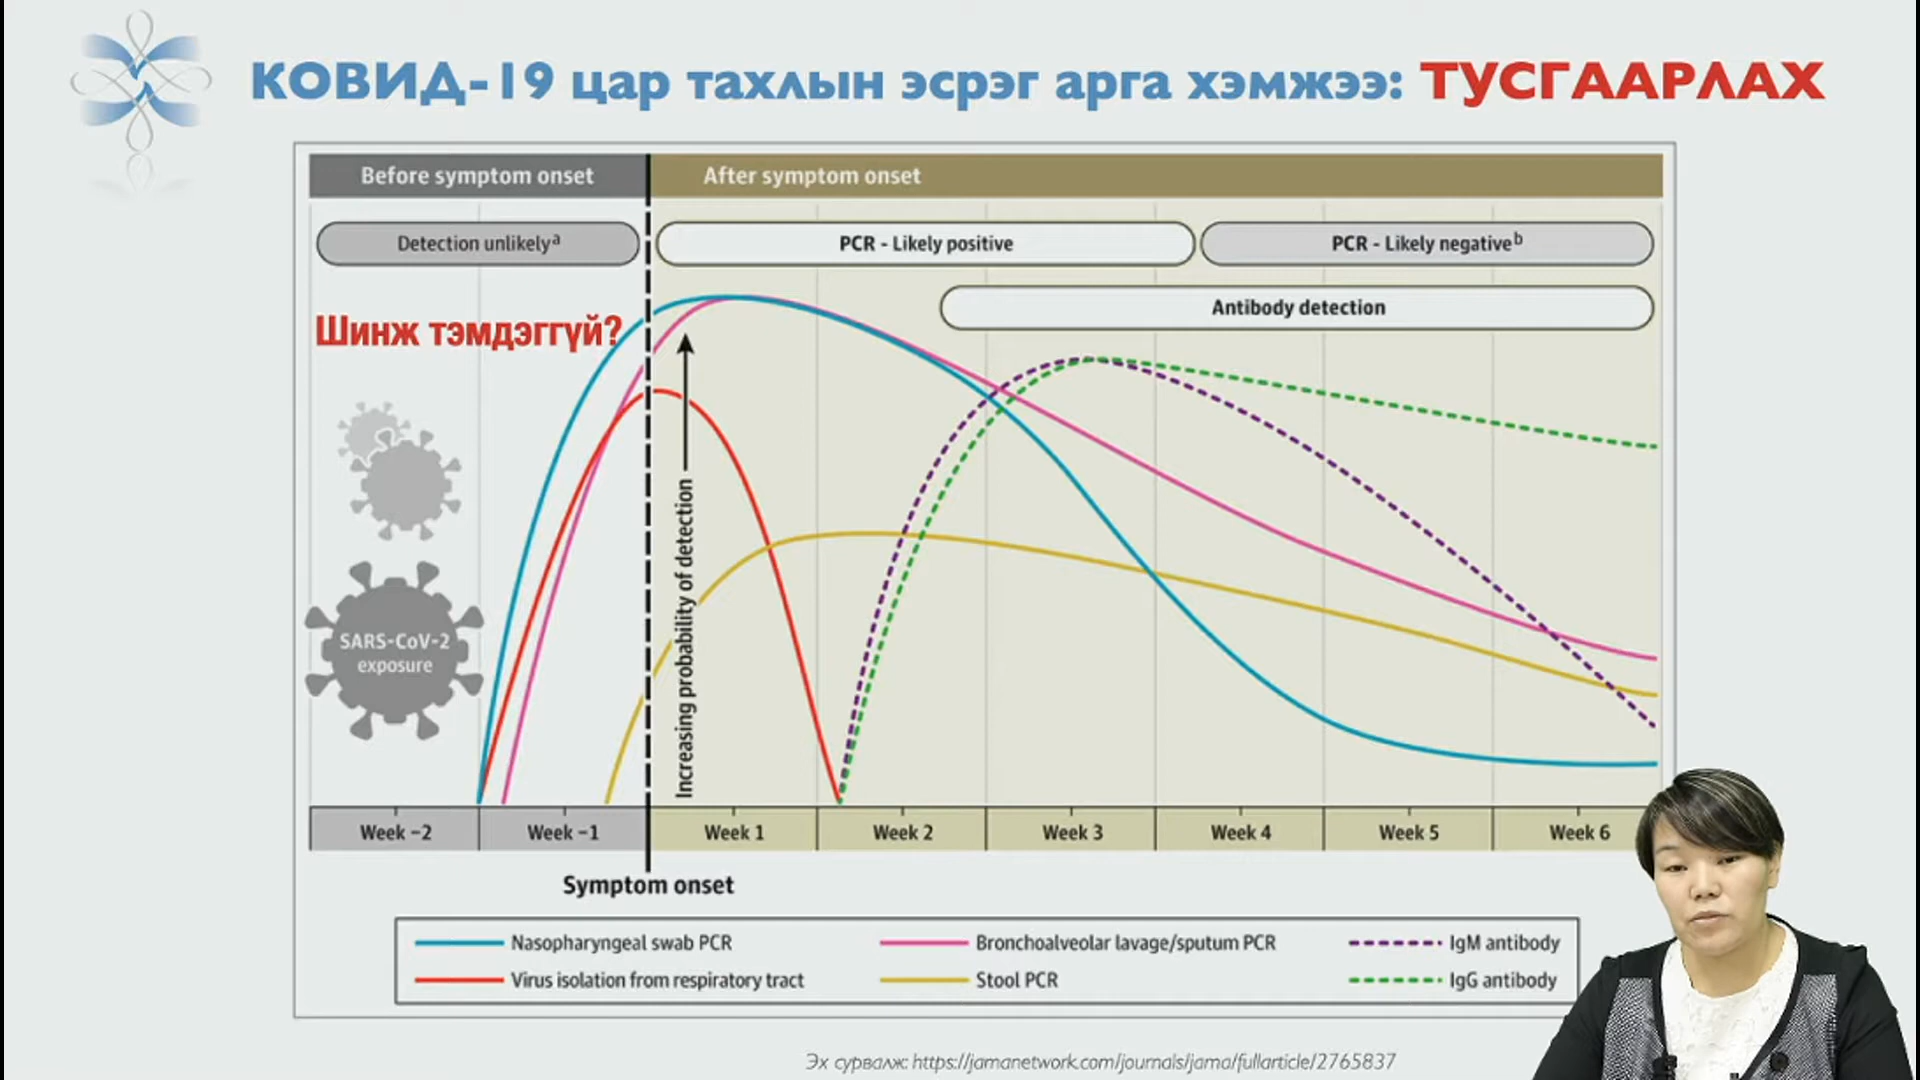 КОВИД-19 цар тахлын эсрэг арга хэмжээ: ТУСГААРЛАХ
Before symptom onset
After symptom onset
Detection unlikelyᵃ
PCR - Likely positive
PCR - Likely negativeᵇ
Antibody detection
Шинж тэмдэггүй?
Increasing probability of detection
SARS-CoV-2
exposure
Week −2
Week −1
Week 1
Week 2
Week 3
Week 4
Week 5
Week 6
Symptom onset
Nasopharyngeal swab PCR
Bronchoalveolar lavage/sputum PCR
IgM antibody
Virus isolation from respiratory tract
Stool PCR
IgG antibody
Эх сурвалж: https://jamanetwork.com/journals/jama/fullarticle/2765837